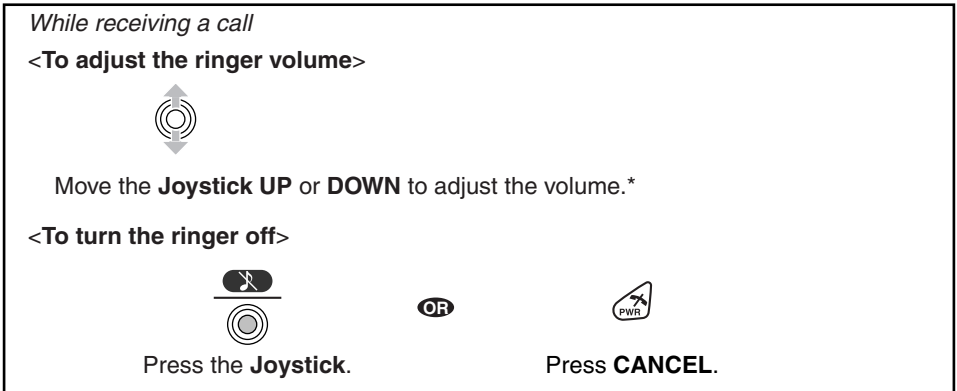 While receiving a call
<To adjust the ringer volume>
Move the Joystick UP or DOWN to adjust the volume.*
<To turn the ringer off>
OR
PWR
Press the Joystick. Press CANCEL.